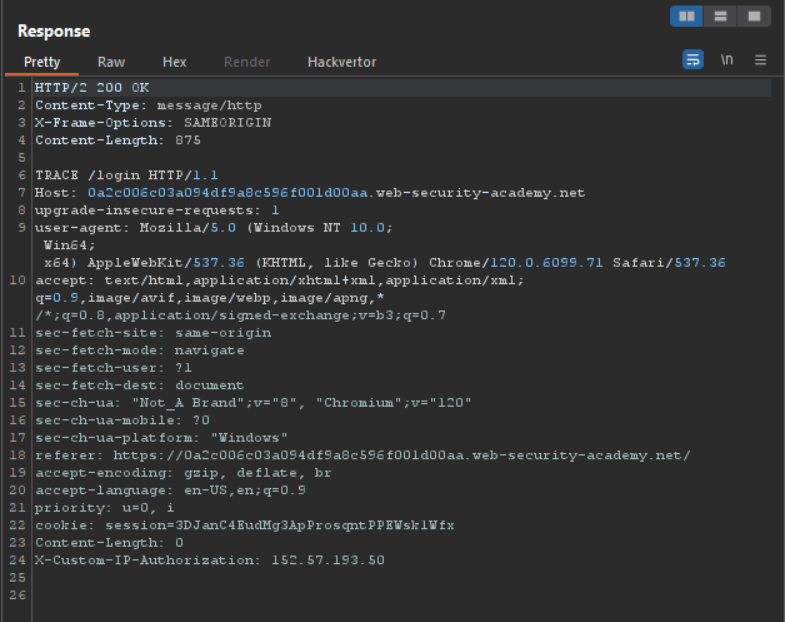 Response
Pretty Raw Hex Render Hackvertor \n
1 HTTP/2 200 OK
2 Content-Type: message/http
3 X-Frame-Options: SAMEORIGIN
4 Content-Length: 875
5
6 TRACE /login HTTP/1.1
7 Host: 0a2c006c03a094df9a8c596f001d00aa.web-security-academy.net
8 upgrade-insecure-requests: 1
9 user-agent: Mozilla/5.0 (Windows NT 10.0;
Win64;
x64) AppleWebKit/537.36 (KHTML, like Gecko) Chrome/120.0.6099.71 Safari/537.36
10 accept: text/html,application/xhtml+xml,application/xml;
q=0.9,image/avif,image/webp,image/apng,*
/*;q=0.8,application/signed-exchange;v=b3;q=0.7
11 sec-fetch-site: same-origin
12 sec-fetch-mode: navigate
13 sec-fetch-user: ?1
14 sec-fetch-dest: document
15 sec-ch-ua: "Not_A Brand";v="8", "Chromium";v="120"
16 sec-ch-ua-mobile: ?0
17 sec-ch-ua-platform: "Windows"
18 referer: https://0a2c006c03a094df9a8c596f001d00aa.web-security-academy.net/
19 accept-encoding: gzip, deflate, br
20 accept-language: en-US,en;q=0.9
21 priority: u=0, i
22 cookie: session=3DJanC4EudMg3ApProsqntPPEWsk1Wfx
23 Content-Length: 0
24 X-Custom-IP-Authorization: 152.57.193.50
25
26